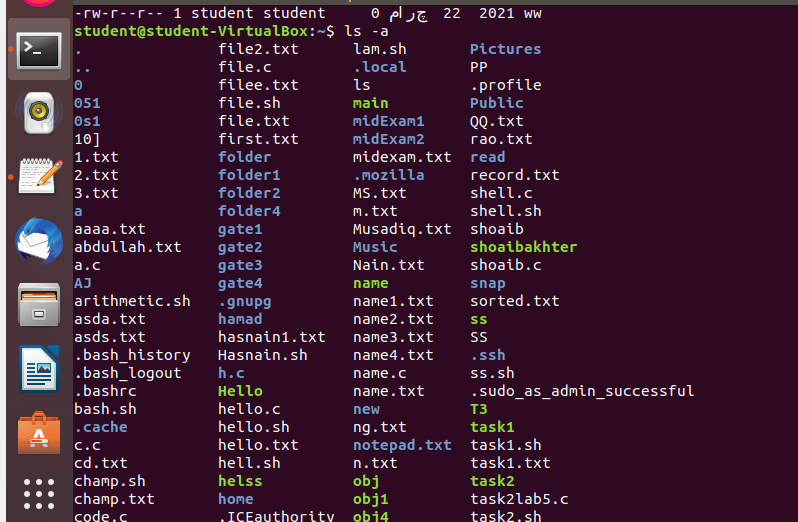 -rw-r--r-- 1 student student 0 چرام 22 2021 ww
student@student-VirtualBox:~$ ls -a
. file2.txt lam.sh Pictures
.. file.c .local PP
0 filee.txt ls .profile
051 file.sh main Public
0s1 file.txt midExam1 QQ.txt
10] first.txt midExam2 rao.txt
1.txt folder midexam.txt read
2.txt folder1 .mozilla record.txt
3.txt folder2 MS.txt shell.c
a folder4 m.txt shell.sh
aaaa.txt gate1 Musadiq.txt shoaib
abdullah.txt gate2 Music shoaibakhter
a.c gate3 Nain.txt shoaib.c
AJ gate4 name snap
arithmetic.sh .gnupg name1.txt sorted.txt
asda.txt hamad name2.txt ss
asds.txt hasnain1.txt name3.txt SS
.bash_history Hasnain.sh name4.txt .ssh
.bash_logout h.c name.c ss.sh
.bashrc Hello name.txt .sudo_as_admin_successful
bash.sh hello.c new T3
.cache hello.sh ng.txt task1
c.c hello.txt notepad.txt task1.sh
cd.txt hell.sh n.txt task1.txt
champ.sh helss obj task2
champ.txt home obj1 task2lab5.c
code.c .ICEauthority obj4 task2.sh